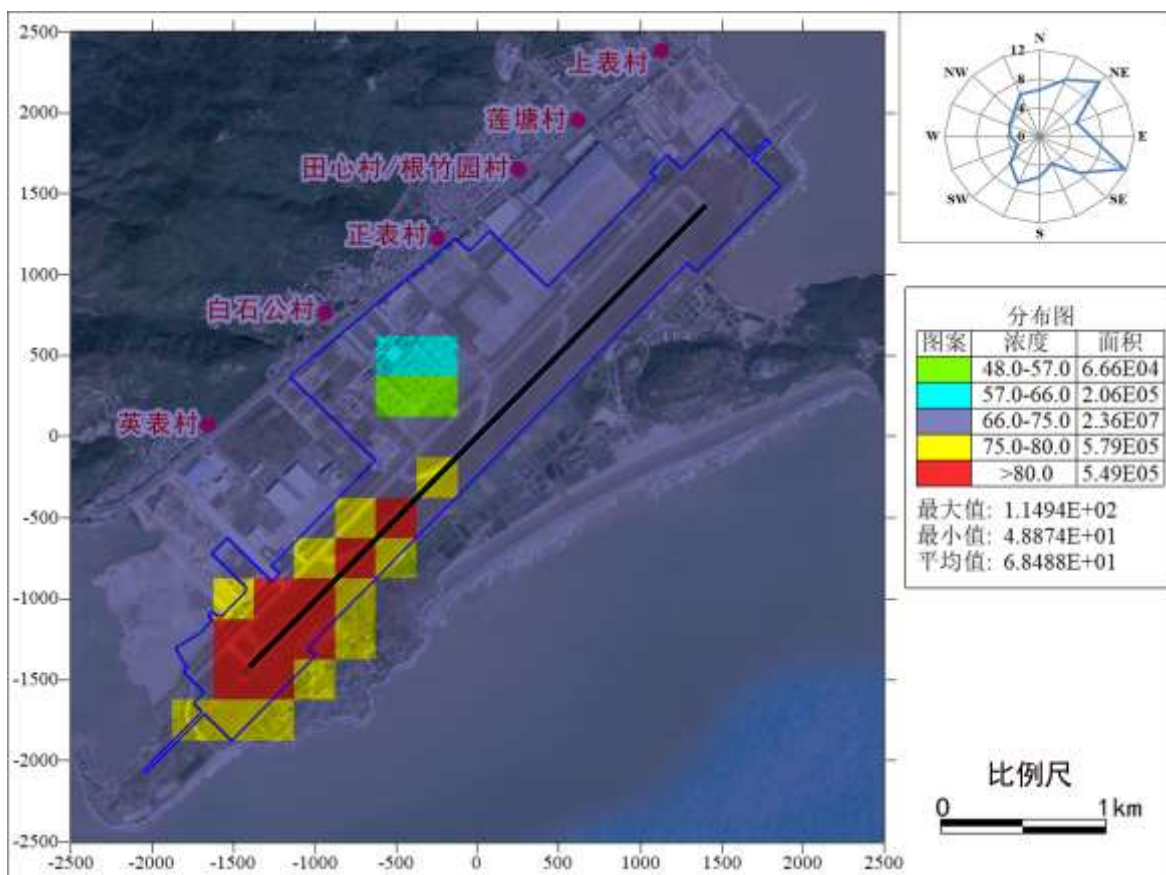 2500
2000
1500
1000
500
0
-500
-1000
-1500
-2000
-2500
-2500 -2000 -1500 -1000 -500 0 500 1000 1500 2000 2500
上表村
莲塘村
田心村/根竹园村
正表村
白石公村
英表村
N
12
NW NE
8
4
W 0 E
SW SE
S
分布图
图案 浓度 面积
48.0-57.0 6.66E04
57.0-66.0 2.06E05
66.0-75.0 2.36E07
75.0-80.0 5.79E05
>80.0 5.49E05
最大值: 1.1494E+02
最小值: 4.8874E+01
平均值: 6.8488E+01
比例尺
0 1km